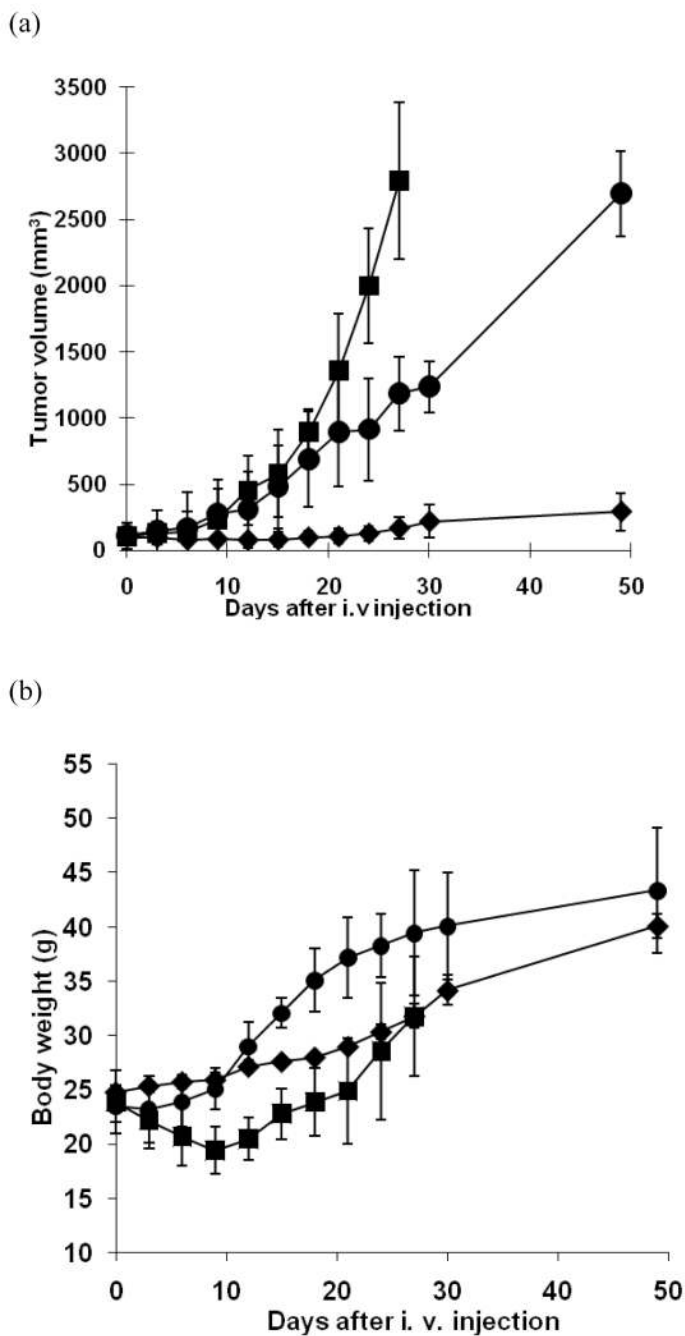 (a)
3500
3000
2500
2000
1500
1000
500
0
Tumor volume (mm³)
0 10 20 30 40 50
Days after i.v injection
(b)
55
50
45
40
35
30
25
20
15
10
Body weight (g)
0 10 20 30 40 50
Days after i. v. injection